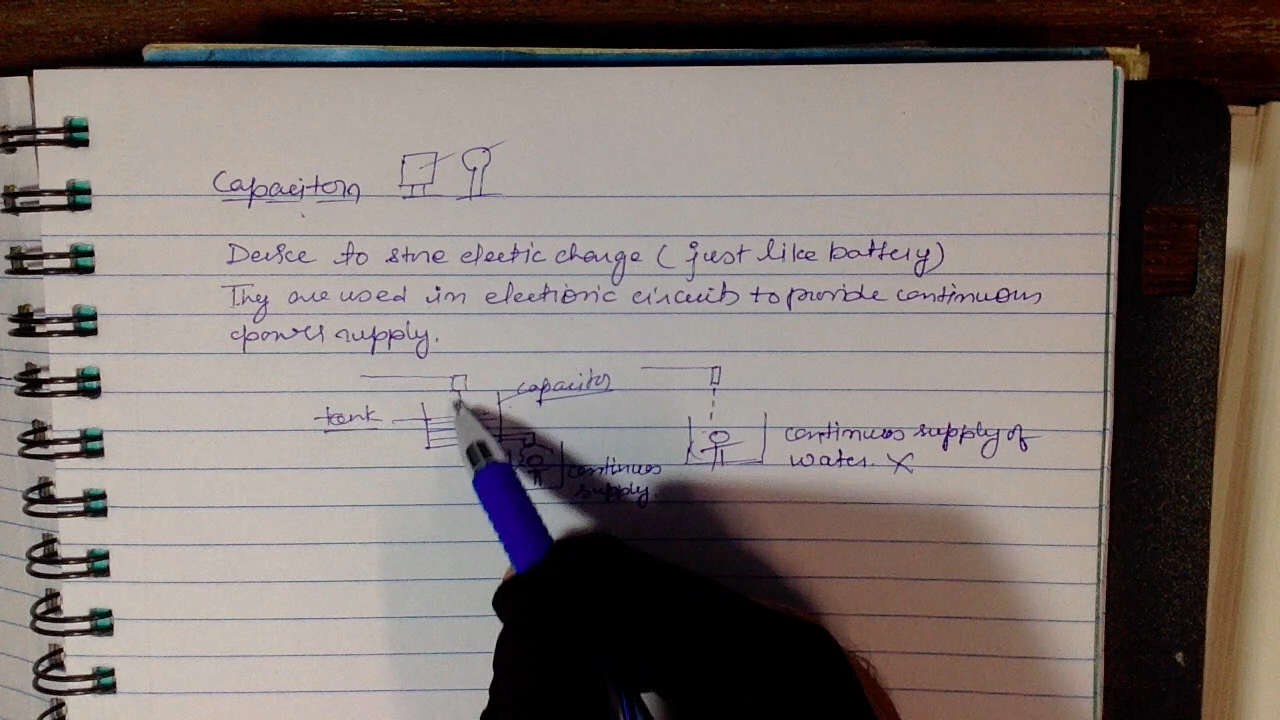 Capacitors
Device to store electric charge (just like battery)
They are used in electronic circuits to provide continuous
power supply.
capacitor
tank
continuous supply of
water. X
continuous
supply.